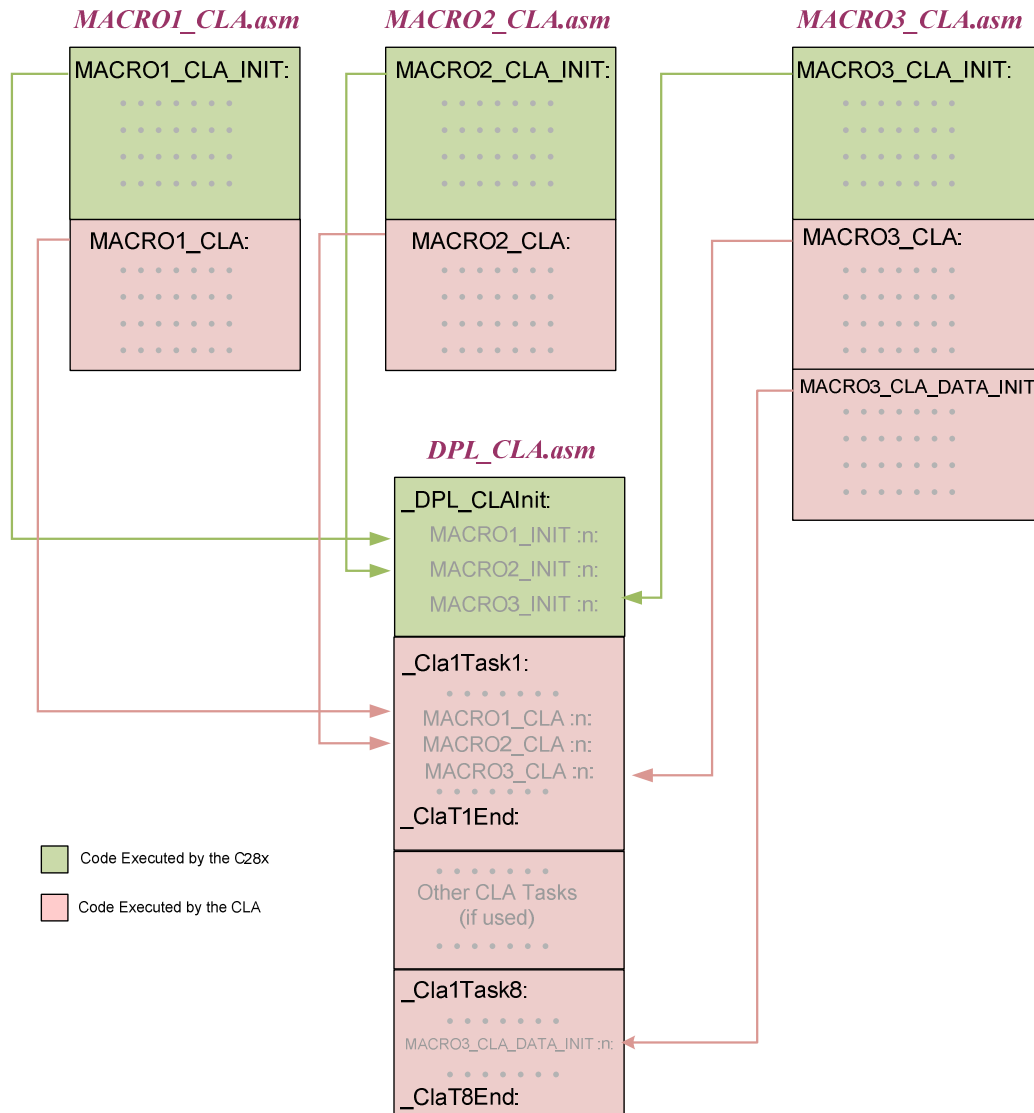 MACRO1_CLA.asm
MACRO2_CLA.asm
MACRO3_CLA.asm
MACRO1_CLA_INIT:
MACRO2_CLA_INIT:
MACRO3_CLA_INIT:
MACRO1_CLA:
MACRO2_CLA:
MACRO3_CLA:
MACRO3_CLA_DATA_INIT
DPL_CLA.asm
_DPL_CLAInit:
MACRO1_INIT :n:
MACRO2_INIT :n:
MACRO3_INIT :n:
_Cla1Task1:
MACRO1_CLA :n:
MACRO2_CLA :n:
MACRO3_CLA :n:
_ClaT1End:
Code Executed by the C28x
Code Executed by the CLA
Other CLA Tasks
(if used)
_Cla1Task8:
MACRO3_CLA_DATA_INIT :n:
_ClaT8End: